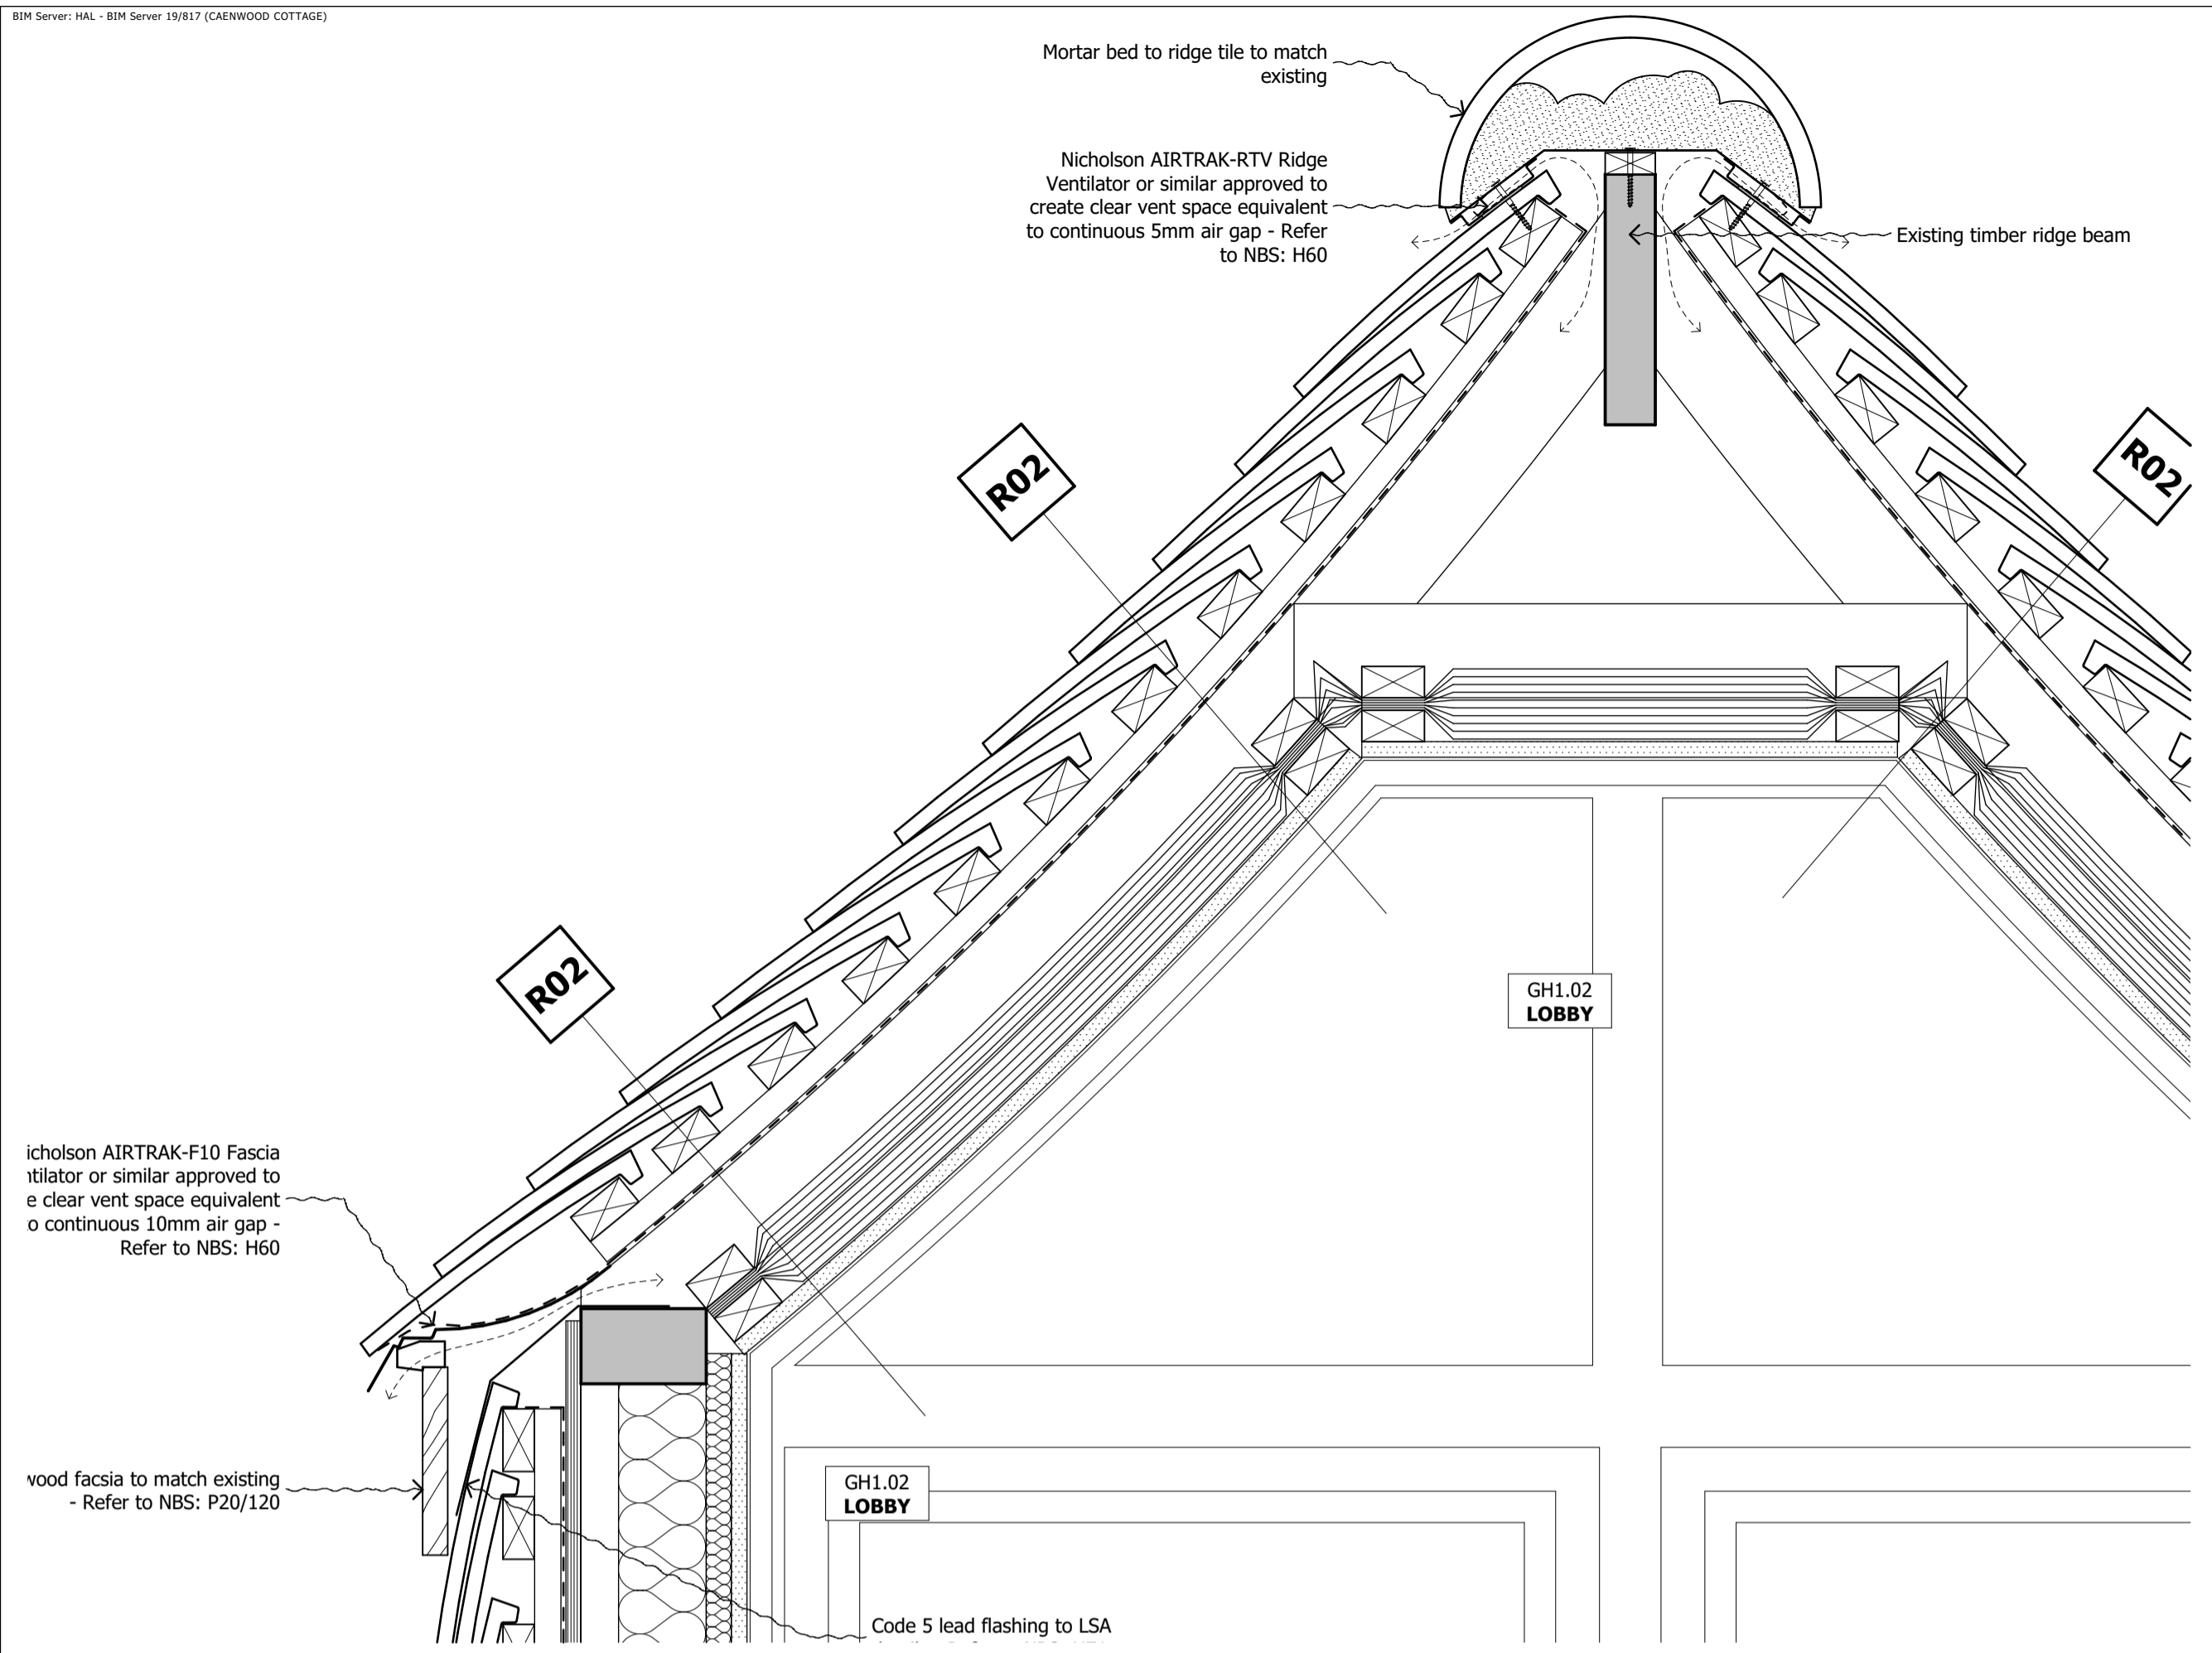 BIM Server: HAL - BIM Server 19/817 (CAENWOOD COTTAGE)
Mortar bed to ridge tile to match
existing
Nicholson AIRTRAK-RTV Ridge
Ventilator or similar approved to
create clear vent space equivalent
to continuous 5mm air gap - Refer
to NBS: H60
Existing timber ridge beam
R02
R02
R02
GH1.02
LOBBY
icholson AIRTRAK-F10 Fascia
ntilator or similar approved to
e clear vent space equivalent
o continuous 10mm air gap -
Refer to NBS: H60
wood facsia to match existing
- Refer to NBS: P20/120
GH1.02
LOBBY
Code 5 lead flashing to LSA